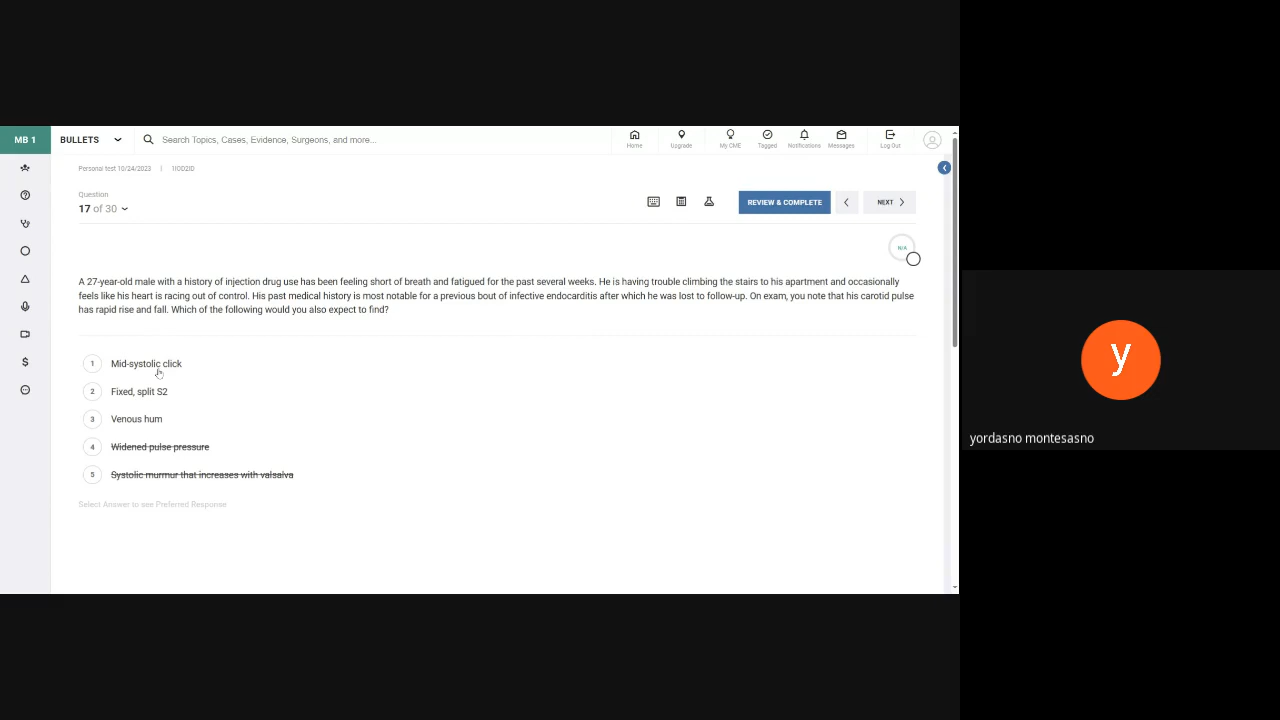 MB 1
BULLETS
Search Topics, Cases, Evidence, Surgeons, and more...
Home
Upgrade
My CME
Tagged
Notifications
Messages
Log Out
Personal test 10/24/2023 |
Question
17 of 30
REVIEW & COMPLETE
NEXT
N/A
A 27-year-old male with a history of injection drug use has been feeling short of breath and fatigued for the past several weeks. He is having trouble climbing the stairs to his apartment and occasionally
feels like his heart is racing out of control. His past medical history is most notable for a previous bout of infective endocarditis after which he was lost to follow-up. On exam, you note that his carotid pulse
has rapid rise and fall. Which of the following would you also expect to find?
1 Mid-systolic click
2 Fixed, split S2
3 Venous hum
4 Widened pulse pressure
5 Systolic murmur that increases with valsalva
Select Answer to see Preferred Response
y
yordasno montesasno